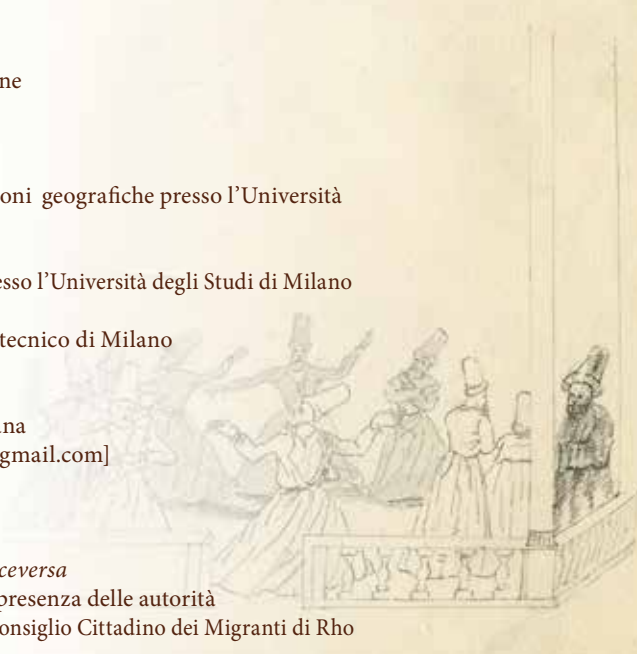 ne
oni geografiche presso l'Università
esso l'Università degli Studi di Milano
tecnico di Milano
ana
gmail.com]
ceversa
presenza delle autorità
onsiglio Cittadino dei Migranti di Rho